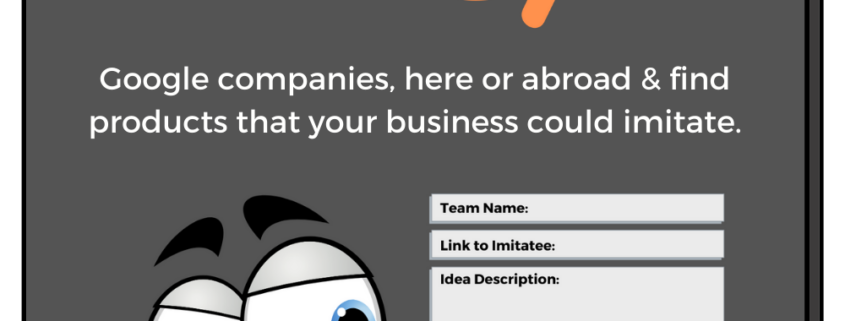 Google companies, here or abroad & find
products that your business could imitate.
Team Name:
Link to Imitatee:
Idea Description: